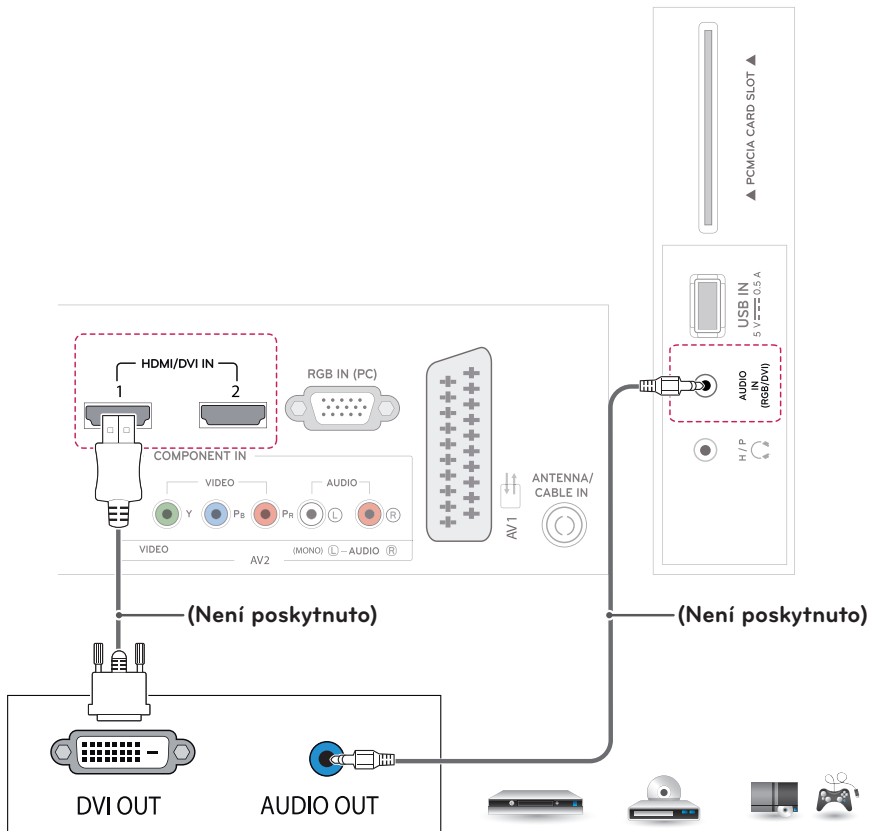 ▲ PCMCIA CARD SLOT ▲
USB IN
5 V 0.5 A
AUDIO
IN
(RGB/DVI)
H / P
HDMI/DVI IN
1
2
RGB IN (PC)
COMPONENT IN
VIDEO
AUDIO
Y
PB
PR
L
R
VIDEO
(MONO) L – AUDIO R
AV2
AV1
ANTENNA/
CABLE IN
(Není poskytnuto)
(Není poskytnuto)
DVI OUT
AUDIO OUT